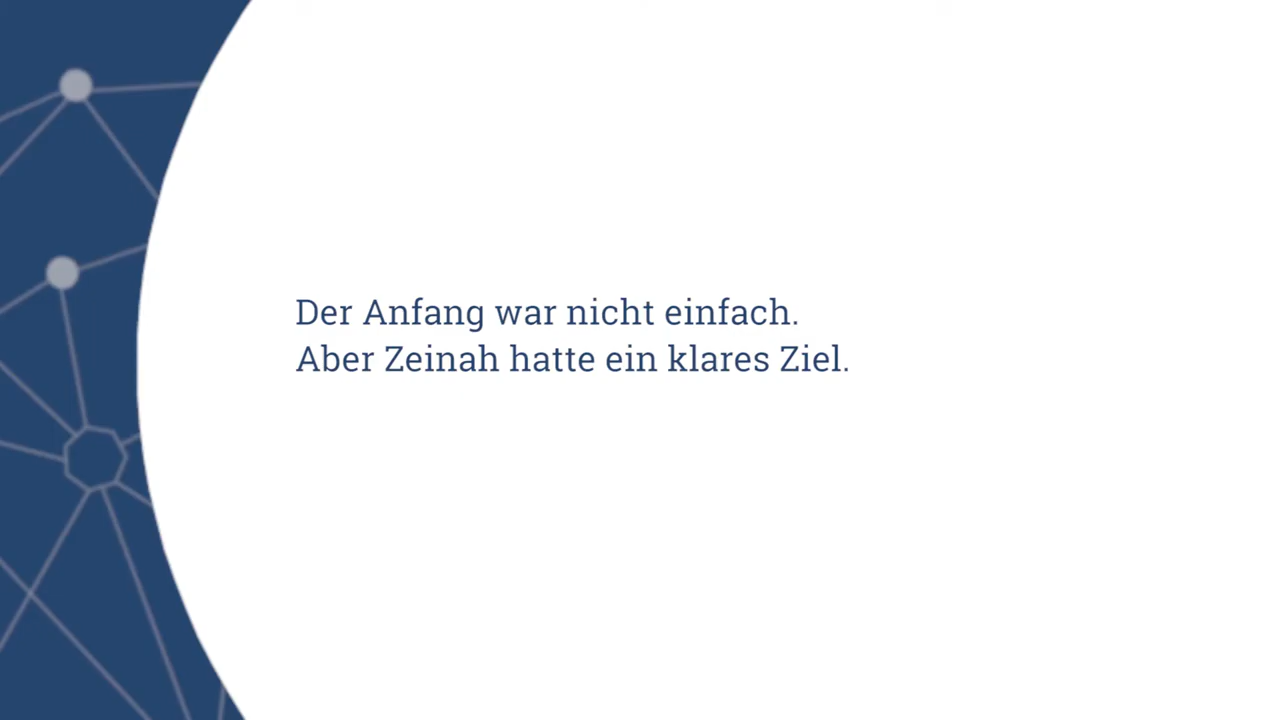 Der Anfang war nicht einfach.
Aber Zeinah hatte ein klares Ziel.